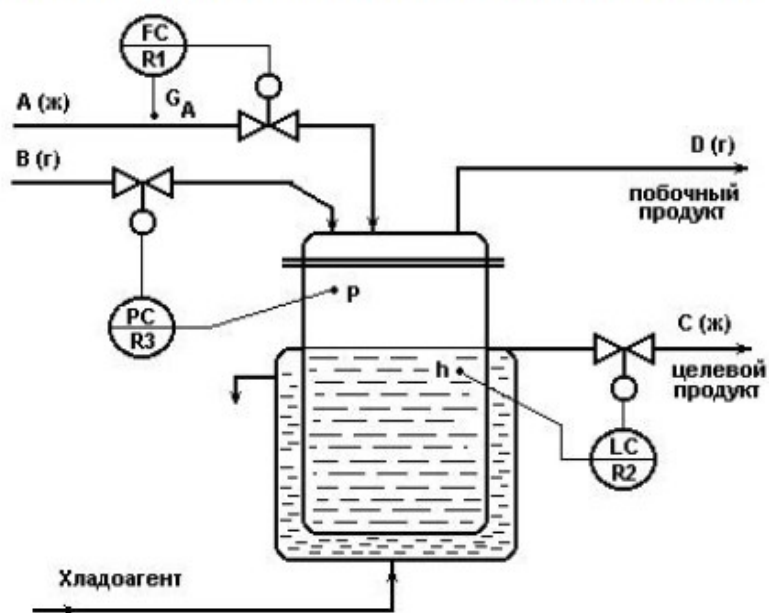 FC
R1
A (ж)
G A
B (г)
D (г)
побочный
продукт
P
PC
R3
C (ж)
h
целевой
продукт
LC
R2
Хладоагент